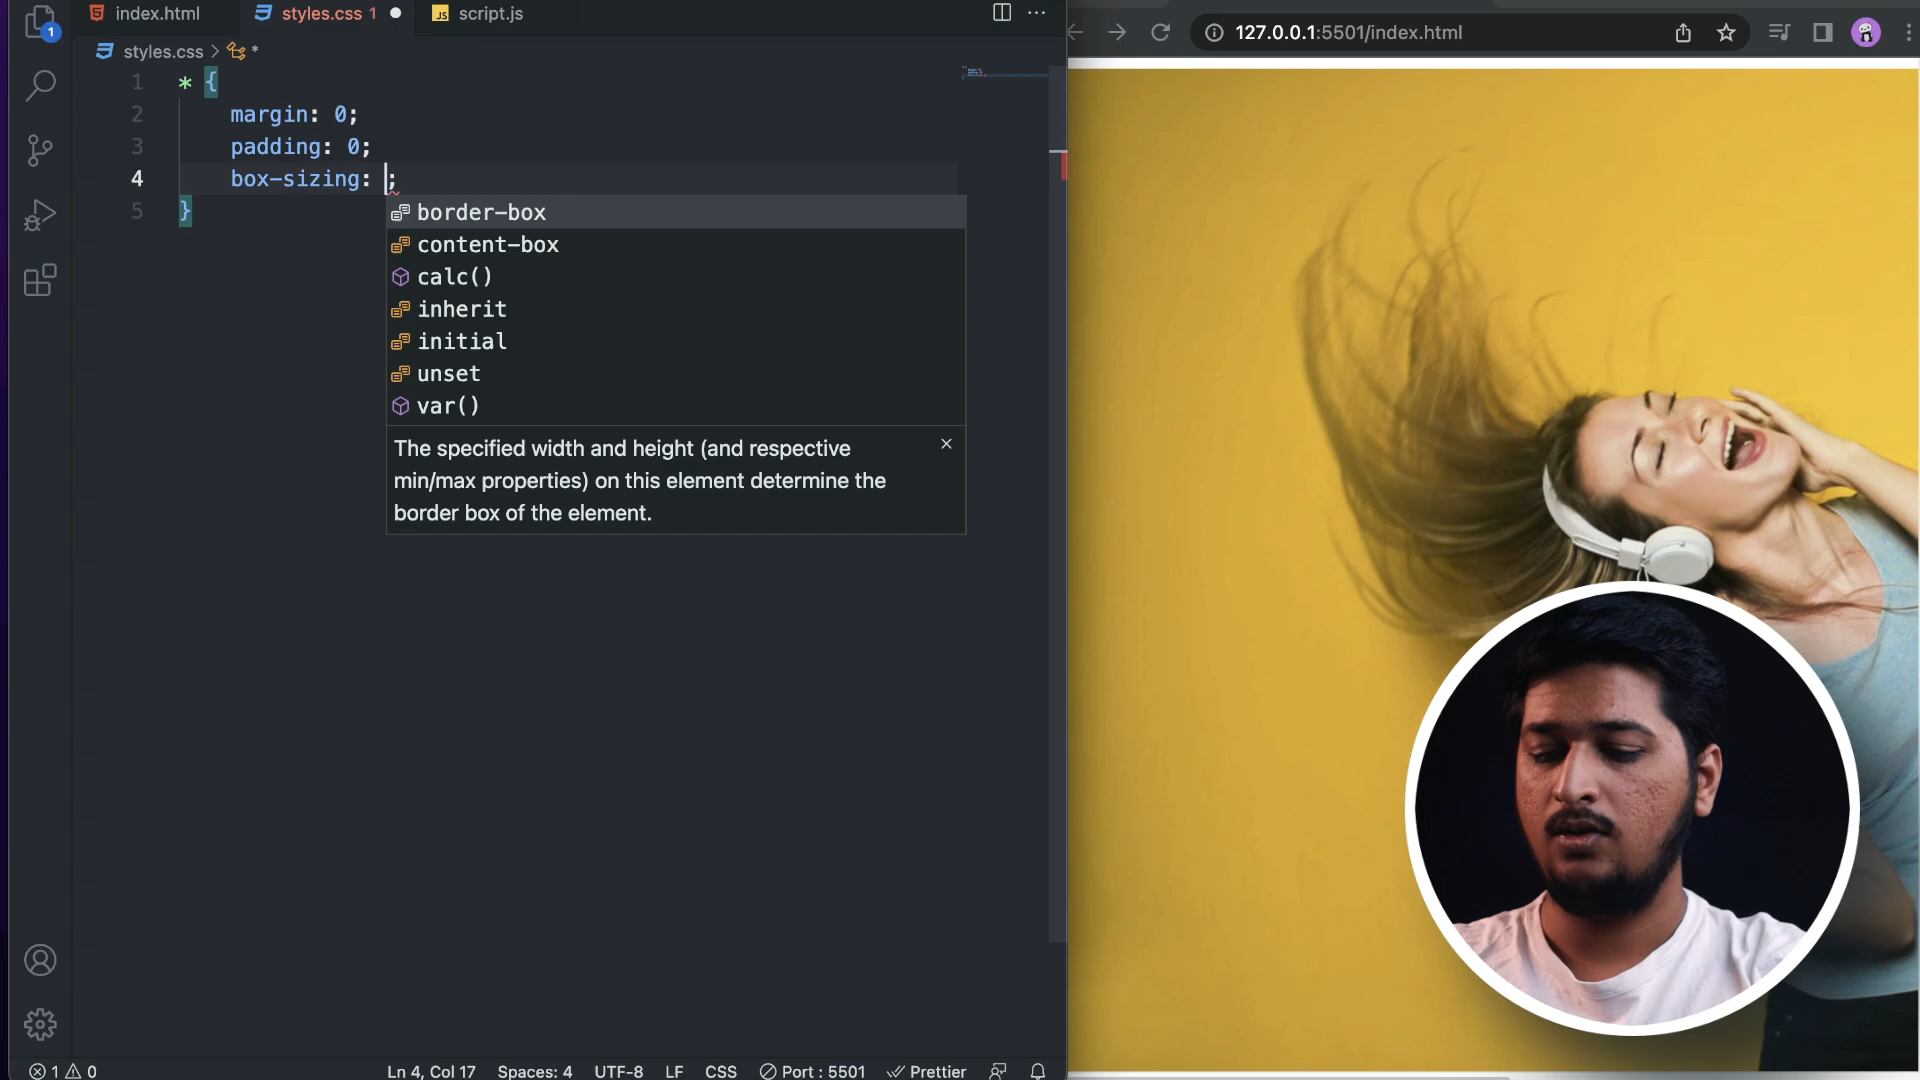 index.html
styles.css 1
JS script.js
127.0.0.1:5501/index.html
1
styles.css > *
1 * {
2 margin: 0;
3 padding: 0;
4 box-sizing: ;
5 }
border-box
content-box
calc()
inherit
initial
unset
var()
The specified width and height (and respective
min/max properties) on this element determine the
border box of the element.
1 0 Ln 4, Col 17 Spaces: 4 UTF-8 LF CSS Port : 5501 Prettier